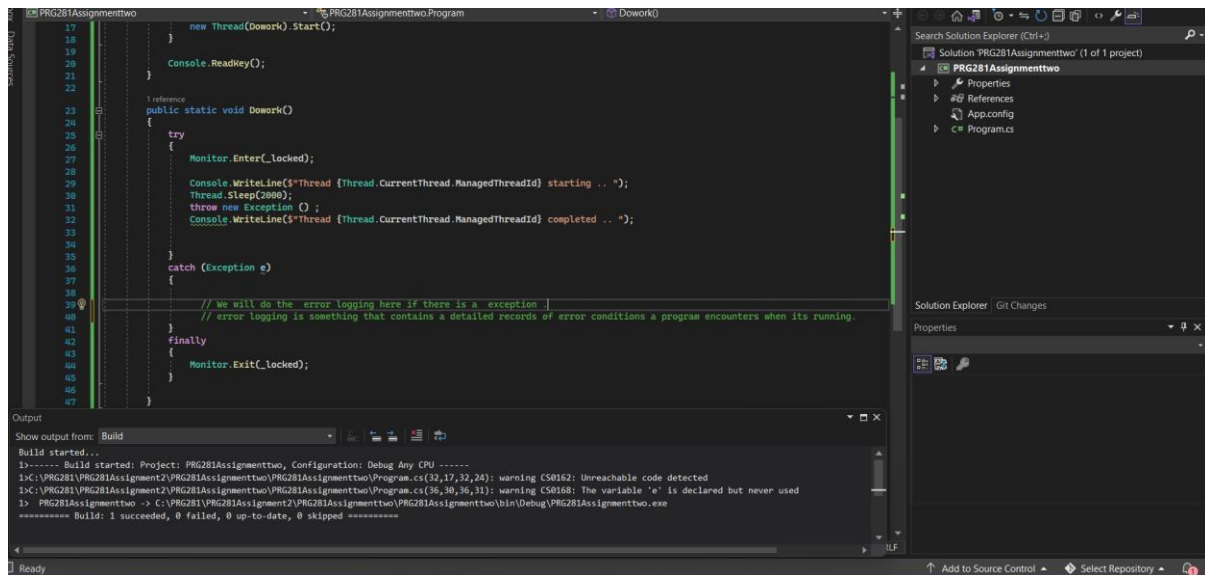 PRG281Assignmenttwo
PRG281Assignmenttwo.Program
Dowork()
Data Sources
17 new Thread(Dowork).Start();
18 }
19
20 Console.ReadKey();
21 }
22
1 reference
23 public static void Dowork()
24 {
25 try
26 {
27 Monitor.Enter(_locked);
28
29 Console.WriteLine($"Thread {Thread.CurrentThread.ManagedThreadId} starting .. ");
30 Thread.Sleep(2000);
31 throw new Exception () ;
32 Console.WriteLine($"Thread {Thread.CurrentThread.ManagedThreadId} completed .. ");
33
34
35 }
36 catch (Exception e)
37 {
38
39 // We will do the error logging here if there is a exception .
40 // error logging is something that contains a detailed records of error conditions a program encounters when its running.
41 }
42 finally
43 {
44 Monitor.Exit(_locked);
45 }
46
47 }
Output
Show output from: Build
Build started...
1>------ Build started: Project: PRG281Assignmenttwo, Configuration: Debug Any CPU ------
1>C:\PRG281\PRG281Assignment2\PRG281Assignmenttwo\PRG281Assignmenttwo\Program.cs(32,17,32,24): warning CS0162: Unreachable code detected
1>C:\PRG281\PRG281Assignment2\PRG281Assignmenttwo\PRG281Assignmenttwo\Program.cs(36,30,36,31): warning CS0168: The variable 'e' is declared but never used
1> PRG281Assignmenttwo -> C:\PRG281\PRG281Assignment2\PRG281Assignmenttwo\PRG281Assignmenttwo\bin\Debug\PRG281Assignmenttwo.exe
========== Build: 1 succeeded, 0 failed, 0 up-to-date, 0 skipped ==========
Search Solution Explorer (Ctrl+;)
Solution 'PRG281Assignmenttwo' (1 of 1 project)
C# PRG281Assignmenttwo
Properties
References
App.config
C# Program.cs
Solution Explorer Git Changes
Properties
Ready
Add to Source Control
Select Repository
1